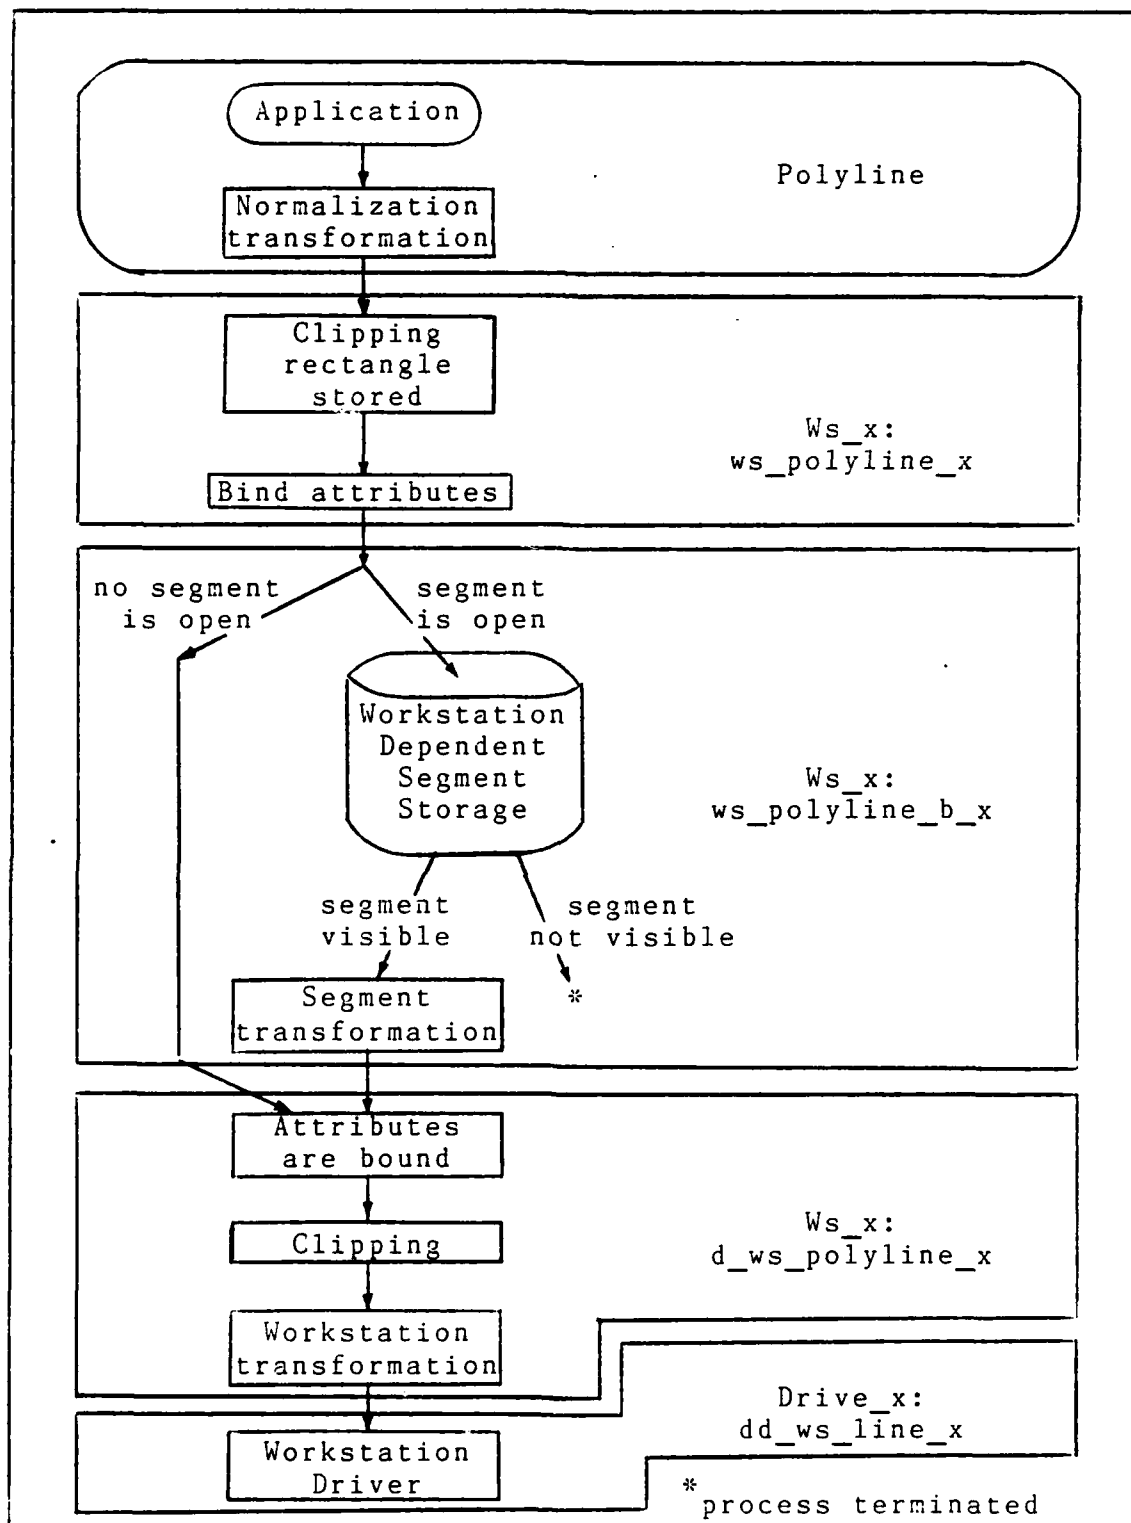 Application
Polyline
Normalization
transformation
Clipping
rectangle
stored
Ws_x:
ws_polyline_x
Bind attributes
no segment
is open
segment
is open
Workstation
Dependent
Segment
Storage
Ws_x:
ws_polyline_b_x
segment
visible
segment
not visible
*
Segment
transformation
Attributes
are bound
Ws_x:
d_ws_polyline_x
Clipping
Workstation
transformation
Drive_x:
dd_ws_line_x
Workstation
Driver
*
process terminated